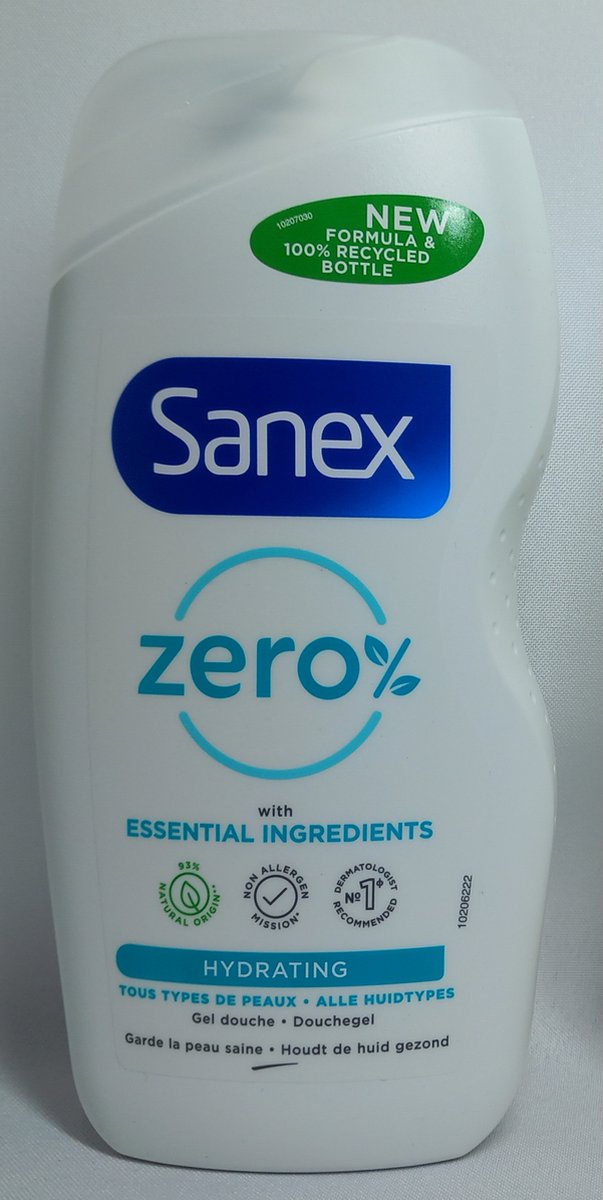 10207030
NEW
FORMULA &
100% RECYCLED
BOTTLE
Sanex
zero%
with
ESSENTIAL INGREDIENTS
93%
NATURAL ORIGIN**
NON ALLERGEN
MISSION*
DERMATOLOGIST
Nº1◊
RECOMMENDED
10206222
HYDRATING
TOUS TYPES DE PEAUX • ALLE HUIDTYPES
Gel douche • Douchegel
Garde la peau saine • Houdt de huid gezond